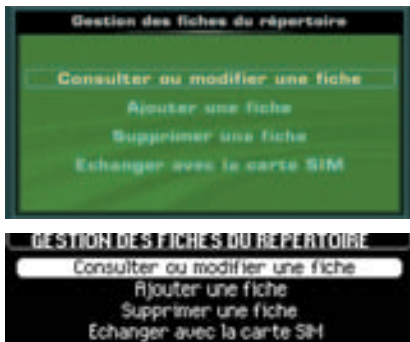 Gestion des fiches du répertoire
Consulter ou modifier une fiche
Ajouter une fiche
Supprimer une fiche
Echanger avec la carte SIM
GESTION DES FICHES DU REPERTOIRE
Consulter ou modifier une fiche
Ajouter une fiche
Supprimer une fiche
Echanger avec la carte SIM